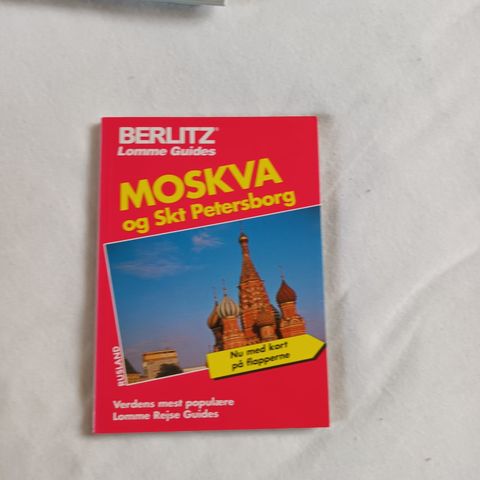 BERLITZ®
Lomme Guides
MOSKVA
og Skt Petersborg
RUSLAND
Nu med kort
på flapperne
Verdens mest populære
Lomme Rejse Guides